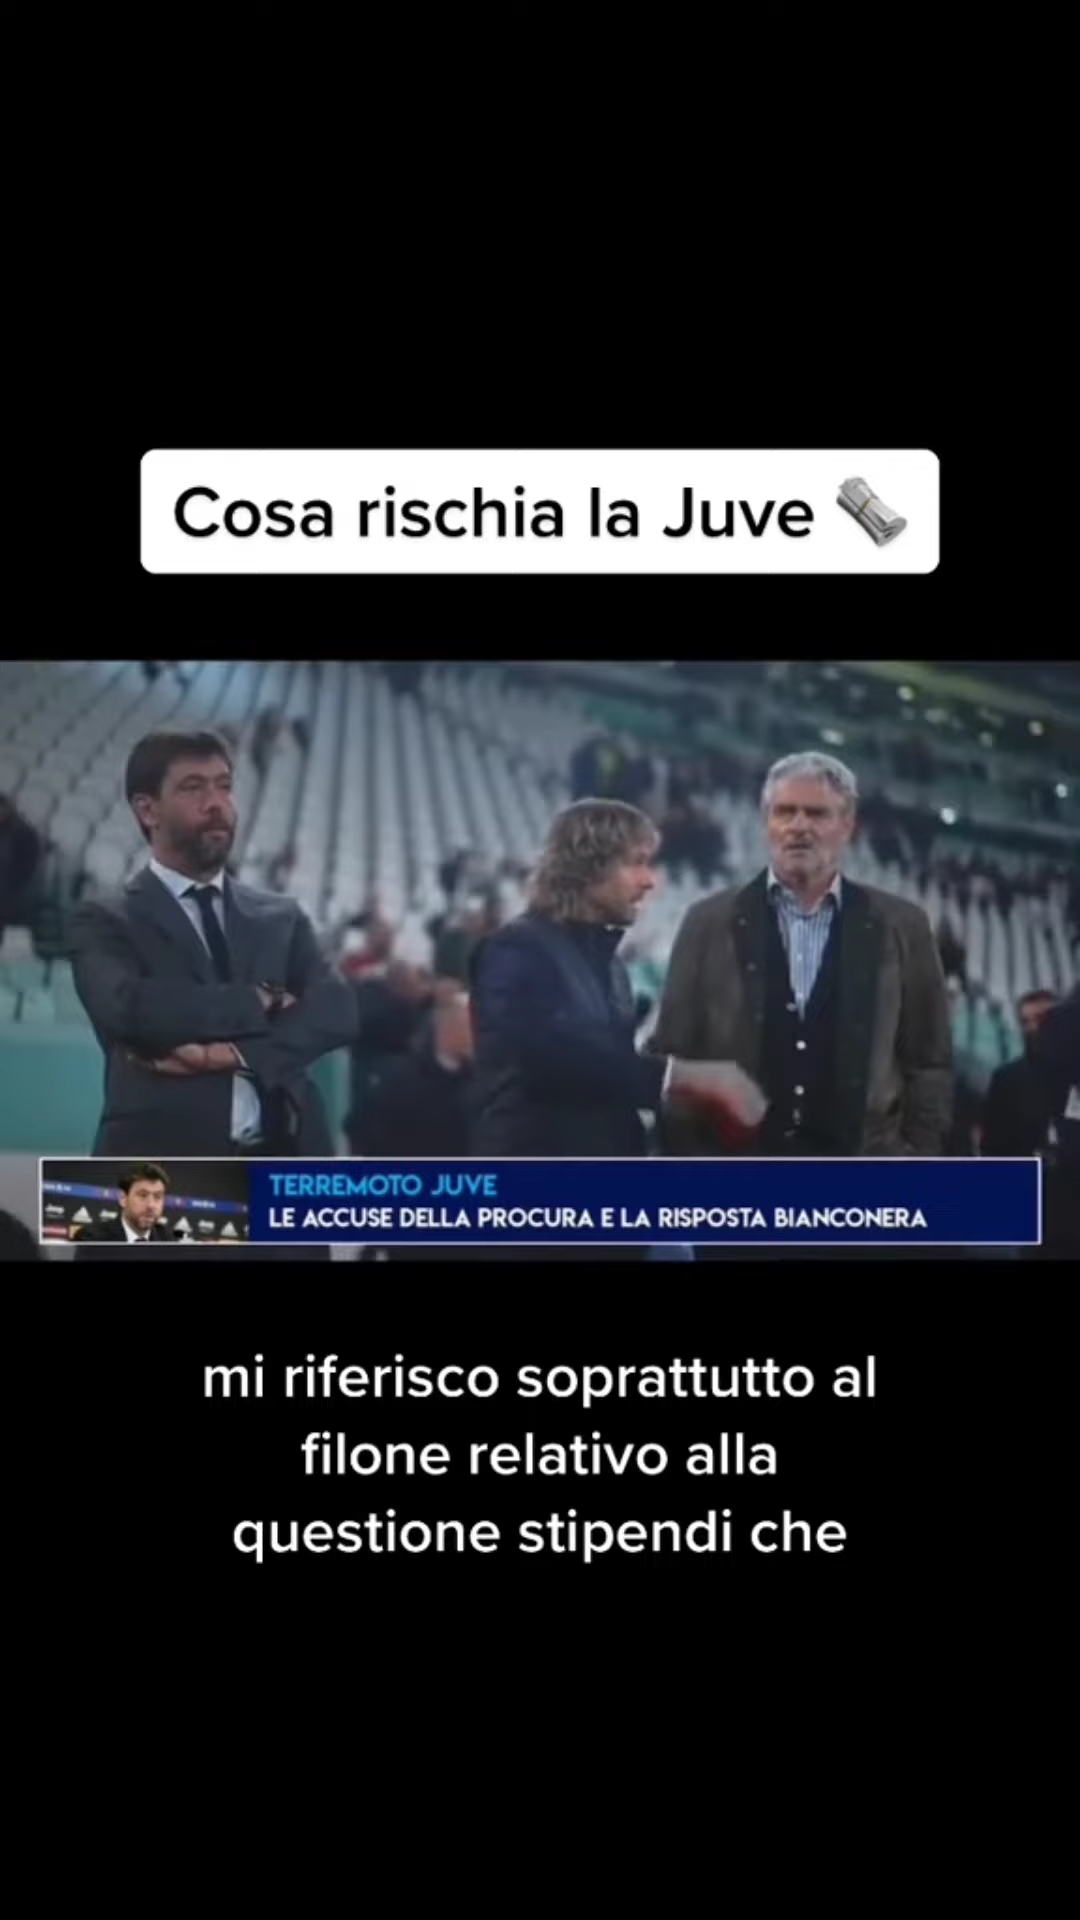 Cosa rischia la Juve
TERREMOTO JUVE
LE ACCUSE DELLA PROCURA E LA RISPOSTA BIANCONERA
mi riferisco soprattutto al
filone relativo alla
questione stipendi che